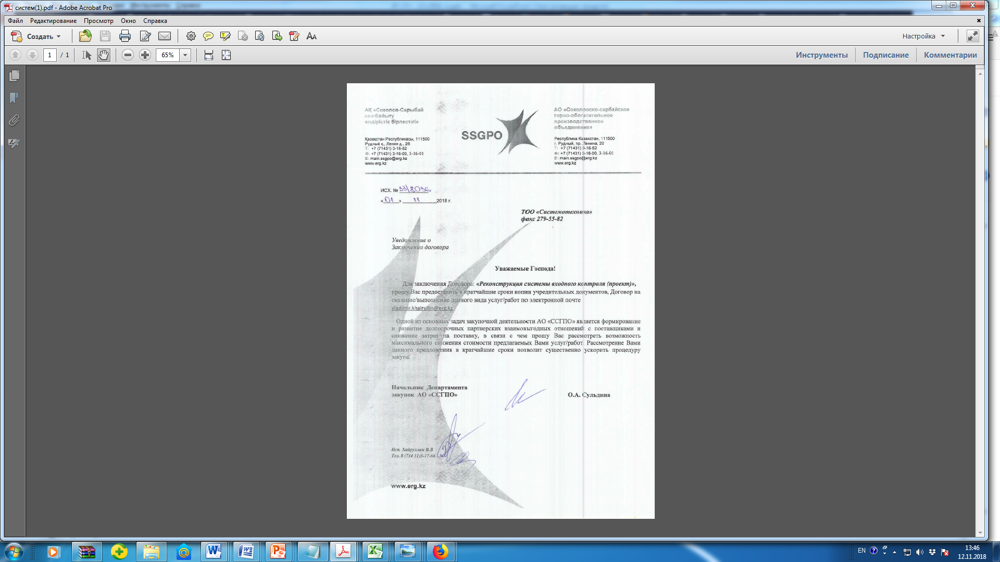 систем(1).pdf - Adobe Acrobat Pro
Файл Редактирование Просмотр Окно Справка
Создать
Настройка
1 / 1
65%
Инструменты Подписание Комментарии
АҚ «Соколов-Сарыбай
кен-байыту
өндірістік бірлестігі»
Қазақстан Республикасы, 111500
Рудный қ., Ленин д., 26
Т: +7 (71431) 3-16-52
Ф: +7 (71431) 3-16-00, 3-16-01
E: main.ssgpo@erg.kz
www.erg.kz
SSGPO
АО «Соколовско-сарбайское
горно-обогатительное
производственное
объединение»
Республика Казахстан, 111500
г. Рудный, пр. Ленина, 26
Т: +7 (71431) 3-16-52
Ф: +7 (71431) 3-16-00, 3-16-01
E: main.ssgpo@erg.kz
www.erg.kz
ИСХ. № 33/8036
« 01 » 11 2018 г.
ТОО «Системотехника»
факс 279-55-82
Уведомление о
Заключении договора
Уважаемые Господа!
Для заключения Договора: «Реконструкция системы входного контроля (проект)»,
прошу Вас предоставить в кратчайшие сроки копии учредительных документов, Договор на
оказание/выполнение данного вида услуг/работ по электронной почте
vladimir.khairullin@erg.kz
Одной из основных задач закупочной деятельности АО «ССГПО» является формирование
и развитие долгосрочных партнерских взаимовыгодных отношений с поставщиками и
снижение затрат на поставку, в связи с чем прошу Вас рассмотреть возможность
максимального снижения стоимости предлагаемых Вами услуг/работ. Рассмотрение Вами
данного предложения в кратчайшие сроки позволит существенно ускорить процедуру
закупа.
Начальник Департамента
закупок АО «ССГПО»
О.А. Сульдина
Исп. Хайруллин В.В
Тел. 8 (714 31)3-17-66
www.erg.kz
EN
13:46
12.11.2018